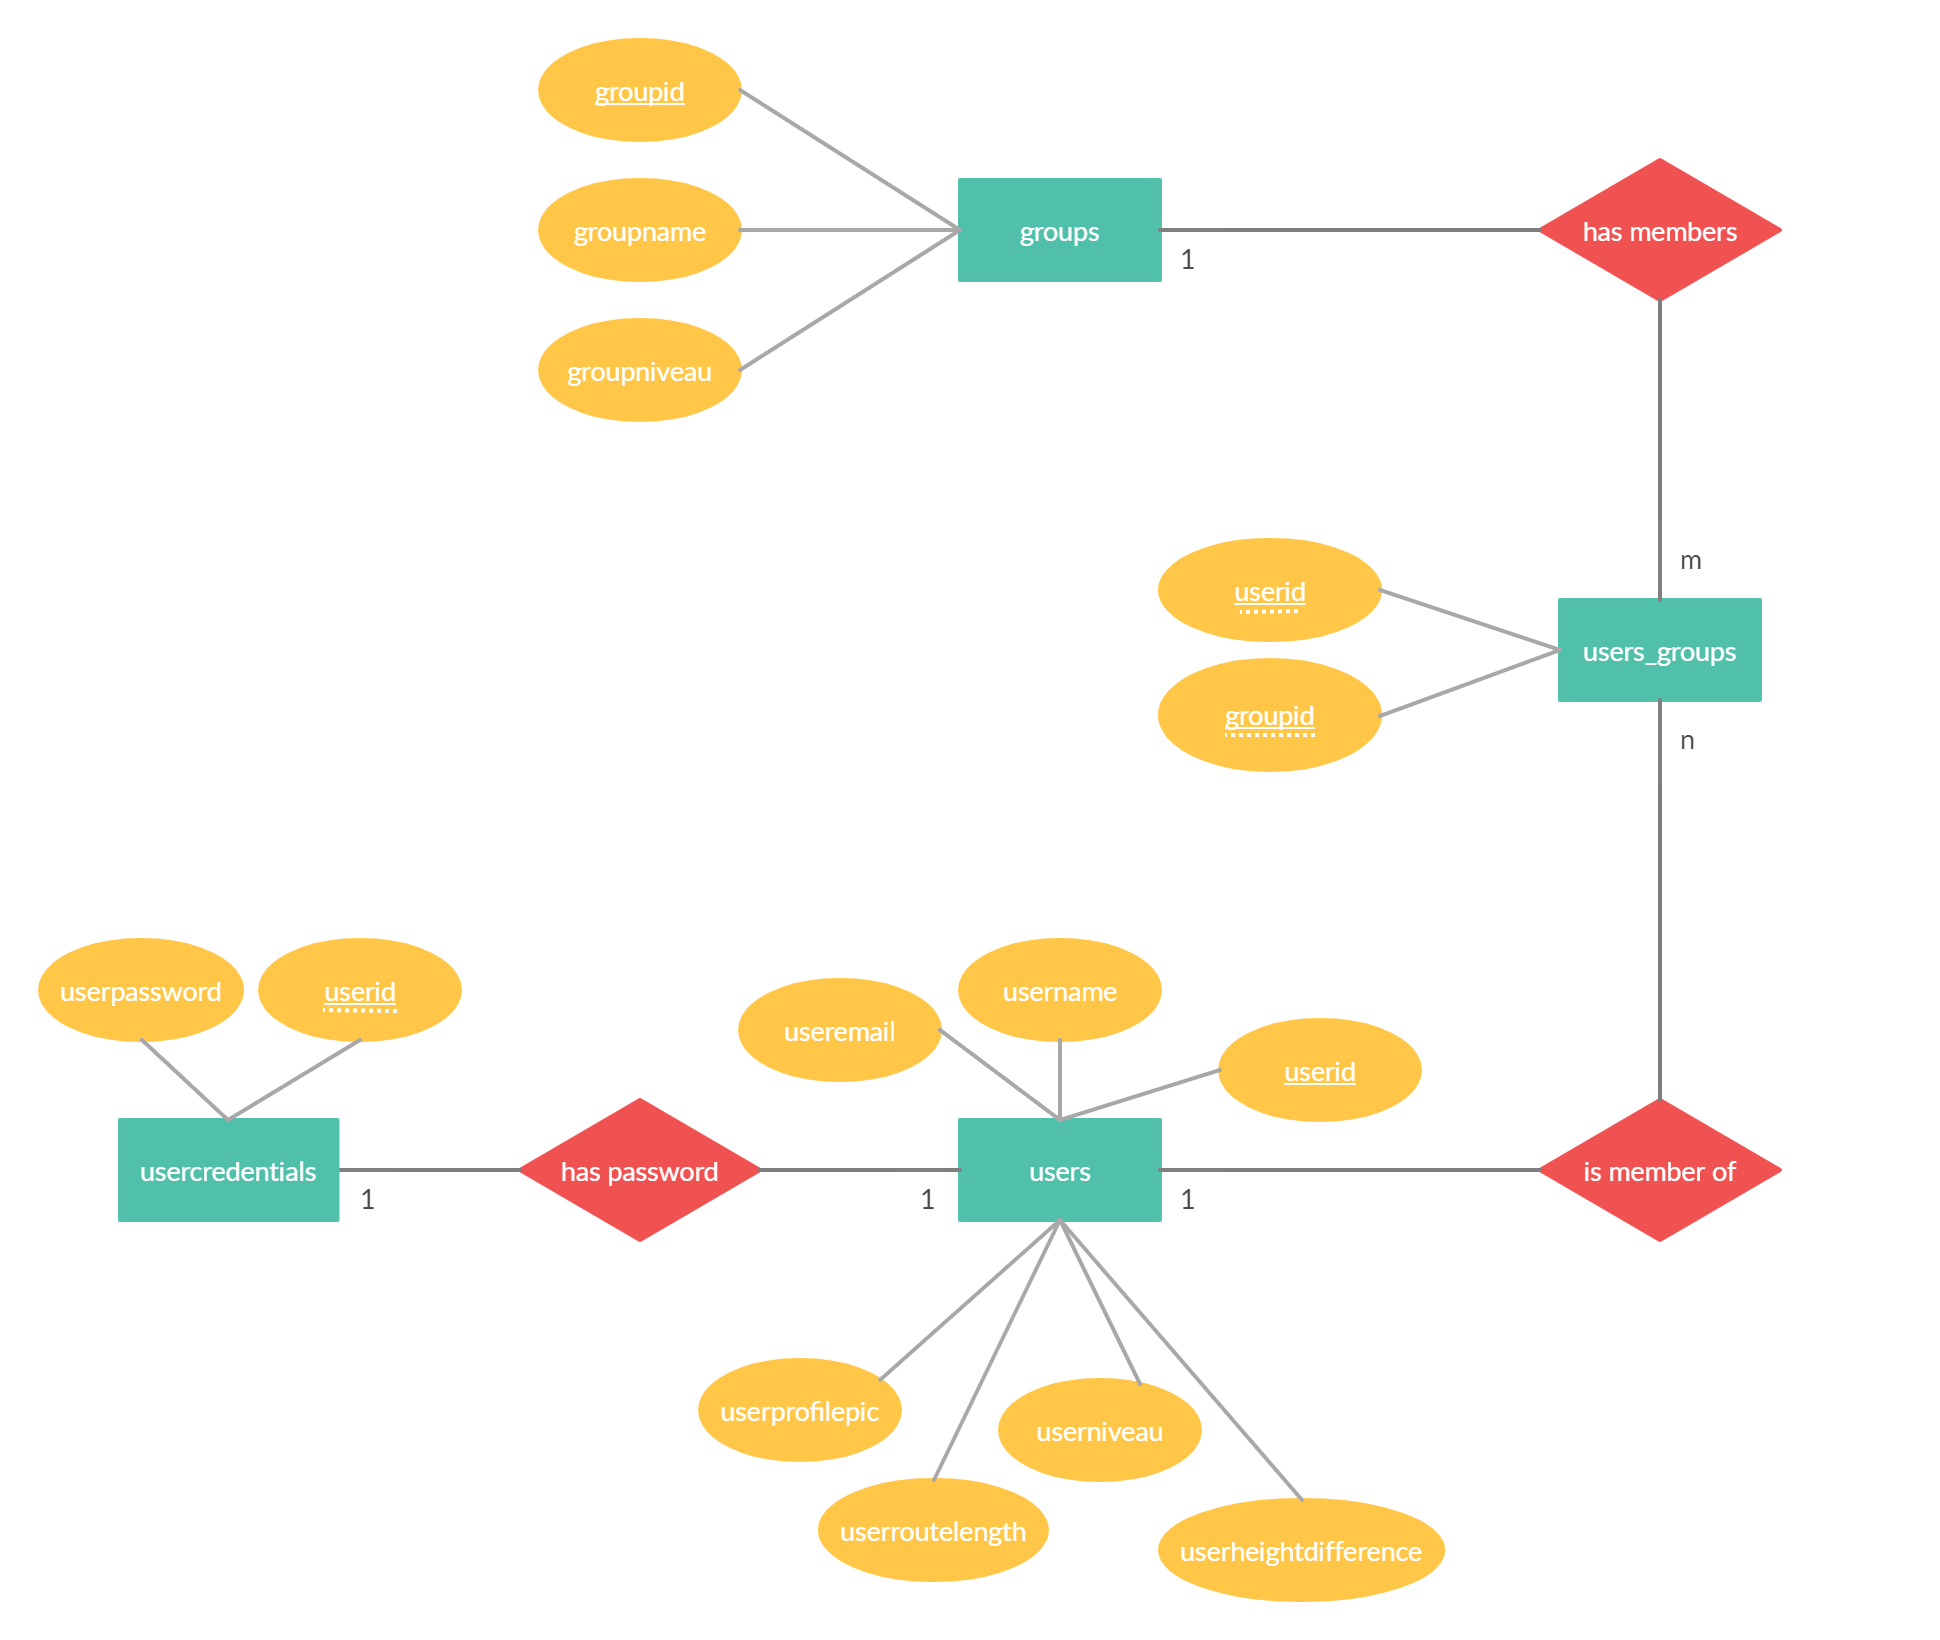 groupid
groupname
groups
has members
1
groupniveau
m
userid
users_groups
groupid
n
userpassword
userid
useremail
username
userid
usercredentials
has password
users
is member of
1
1
1
userprofilepic
userniveau
userroutelength
userheightdifference